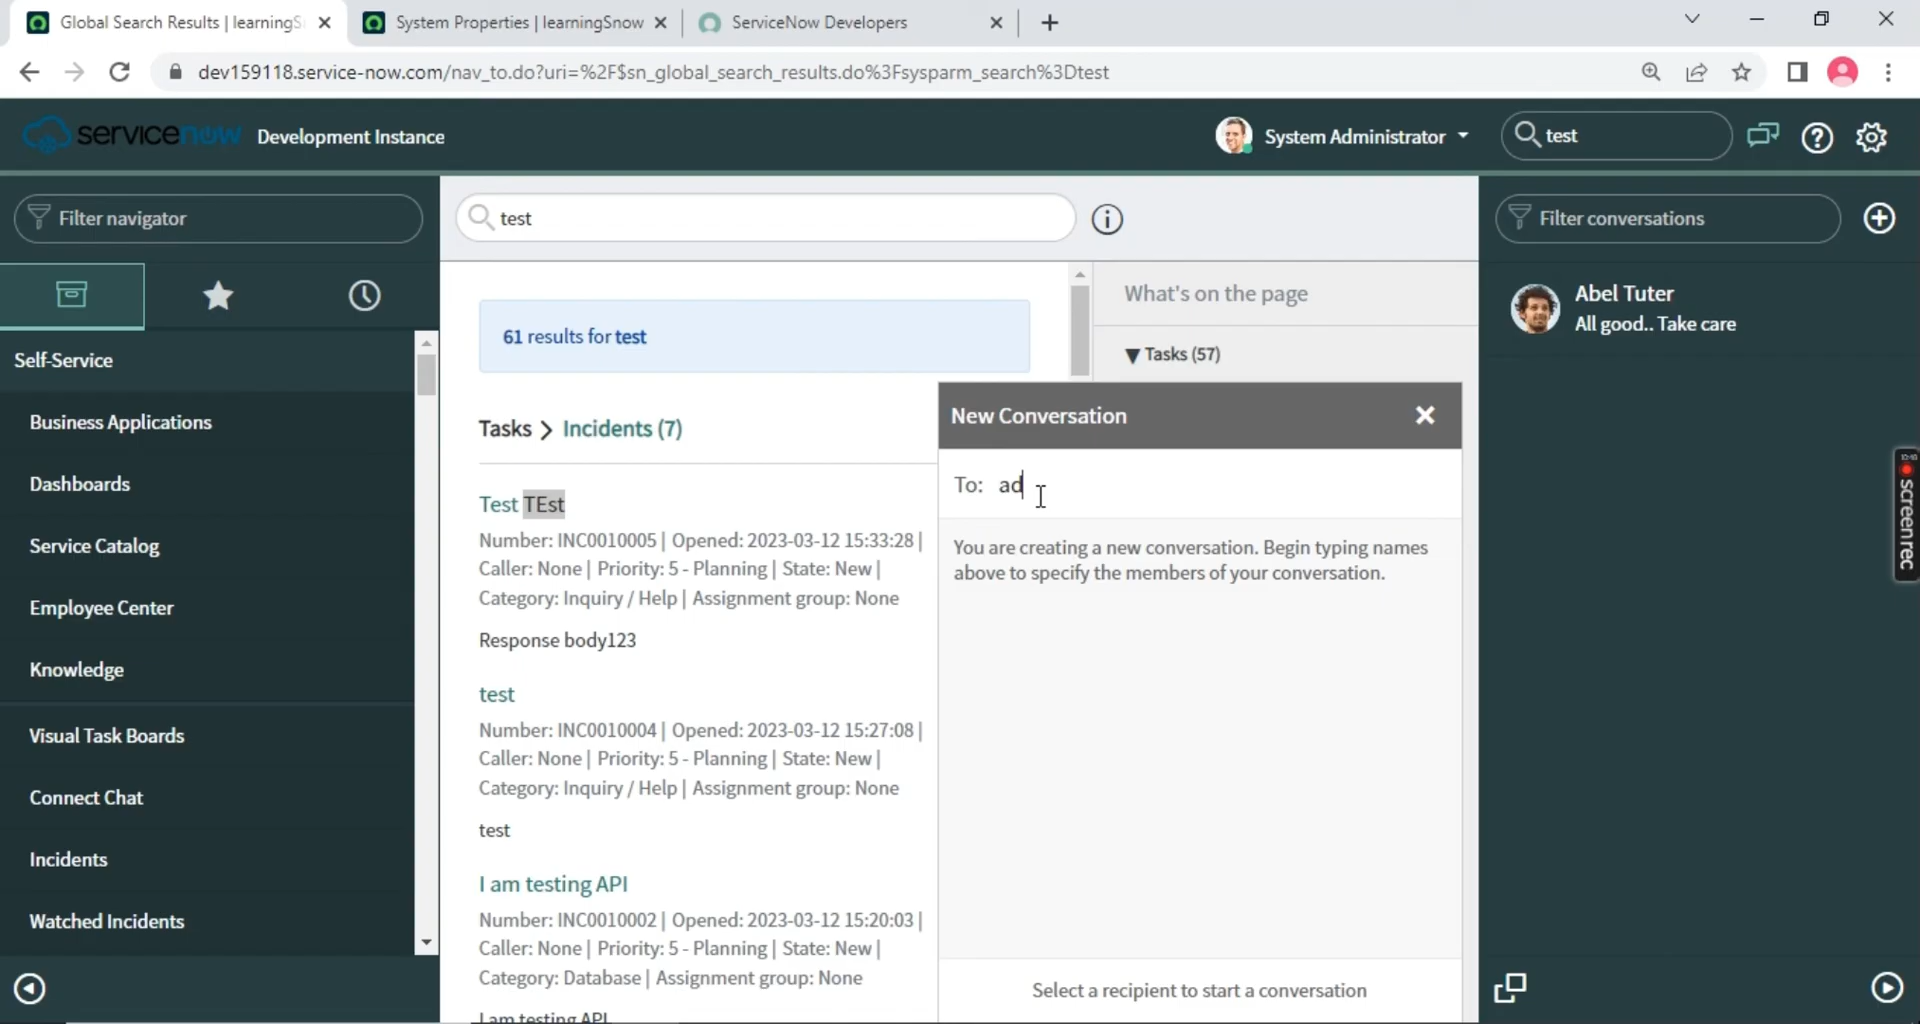 Global Search Results | learningS
System Properties | learningSnow
ServiceNow Developers
dev159118.service-now.com/nav_to.do?uri=%2F$sn_global_search_results.do%3Fsysparm_search%3Dtest
servicenow
Development Instance
System Administrator
test
Filter navigator
test
Filter conversations
Self-Service
Business Applications
Dashboards
Service Catalog
Employee Center
Knowledge
Visual Task Boards
Connect Chat
Incidents
Watched Incidents
61 results for test
Tasks > Incidents (7)
Test TEst
Number: INC0010005 | Opened: 2023-03-12 15:33:28 |
Caller: None | Priority: 5 - Planning | State: New |
Category: Inquiry / Help | Assignment group: None
Response body123
test
Number: INC0010004 | Opened: 2023-03-12 15:27:08 |
Caller: None | Priority: 5 - Planning | State: New |
Category: Inquiry / Help | Assignment group: None
test
I am testing API
Number: INC0010002 | Opened: 2023-03-12 15:20:03 |
Caller: None | Priority: 5 - Planning | State: New |
Category: Database | Assignment group: None
I am testing API
What's on the page
Tasks (57)
New Conversation
To: ad
You are creating a new conversation. Begin typing names
above to specify the members of your conversation.
Select a recipient to start a conversation
Abel Tuter
All good.. Take care
screenrec